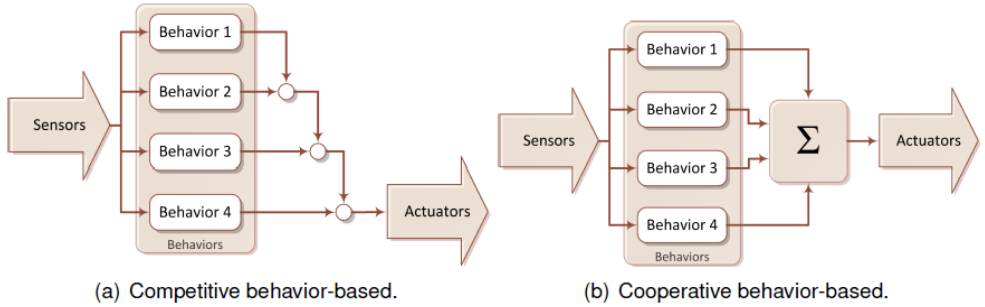 Sensors
Behavior 1
Behavior 2
Behavior 3
Behavior 4
Behaviors
Actuators
(a) Competitive behavior-based.
Sensors
Behavior 1
Behavior 2
Behavior 3
Behavior 4
Behaviors
Σ
Actuators
(b) Cooperative behavior-based.